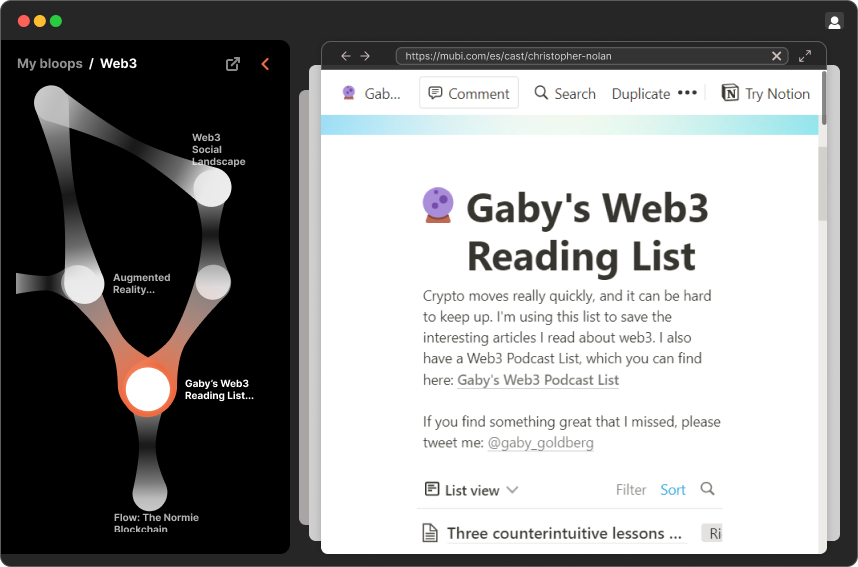 My bloops / Web3
Web3
Social
Landscape
Augmented
Reality...
Gaby's Web3
Reading List...
Flow: The Normie
Blockchain
https://mubi.com/es/cast/christopher-nolan
Gab... Comment Search Duplicate ••• Try Notion
Gaby's Web3
Reading List
Crypto moves really quickly, and it can be hard
to keep up. I'm using this list to save the
interesting articles I read about web3. I also
have a Web3 Podcast List, which you can find
here: Gaby's Web3 Podcast List
If you find something great that I missed, please
tweet me: @gaby_goldberg
List view Filter Sort
Three counterintuitive lessons ... Ri